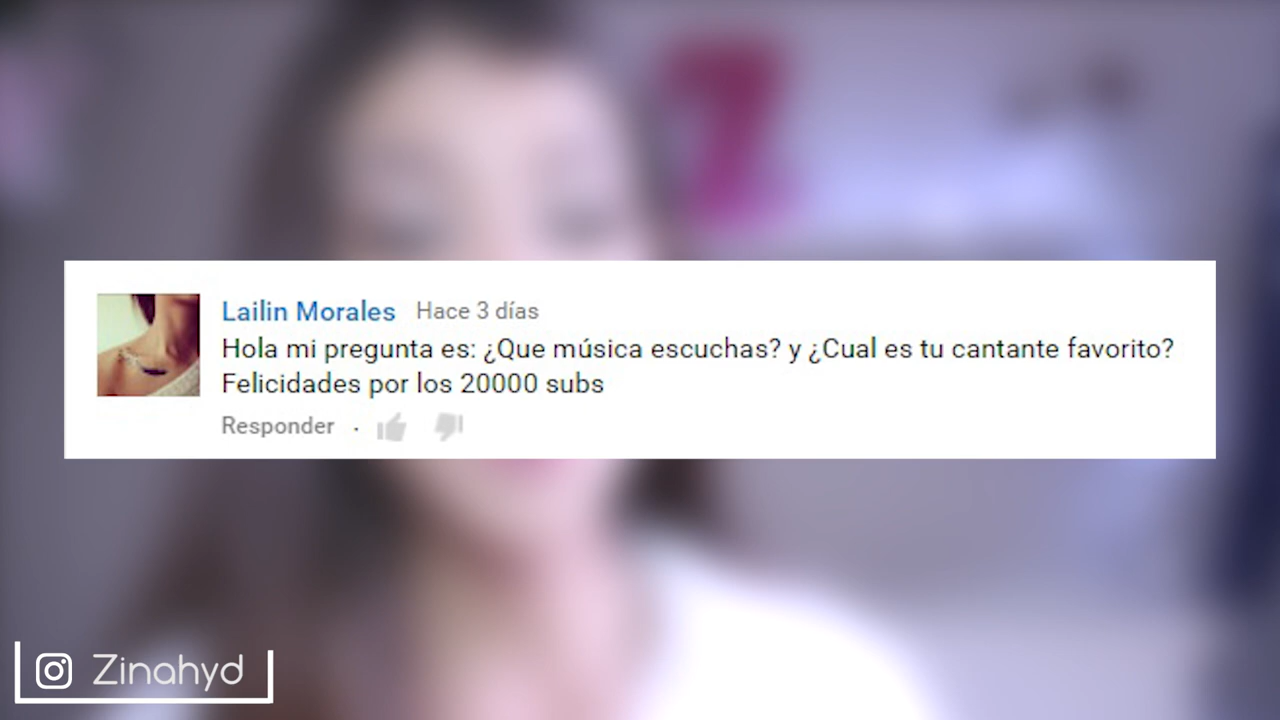 Z
Lailin Morales Hace 3 días
Hola mi pregunta es: ¿Que música escuchas? y ¿Cual es tu cantante favorito?
Felicidades por los 20000 subs
Responder ·
Zinahyd